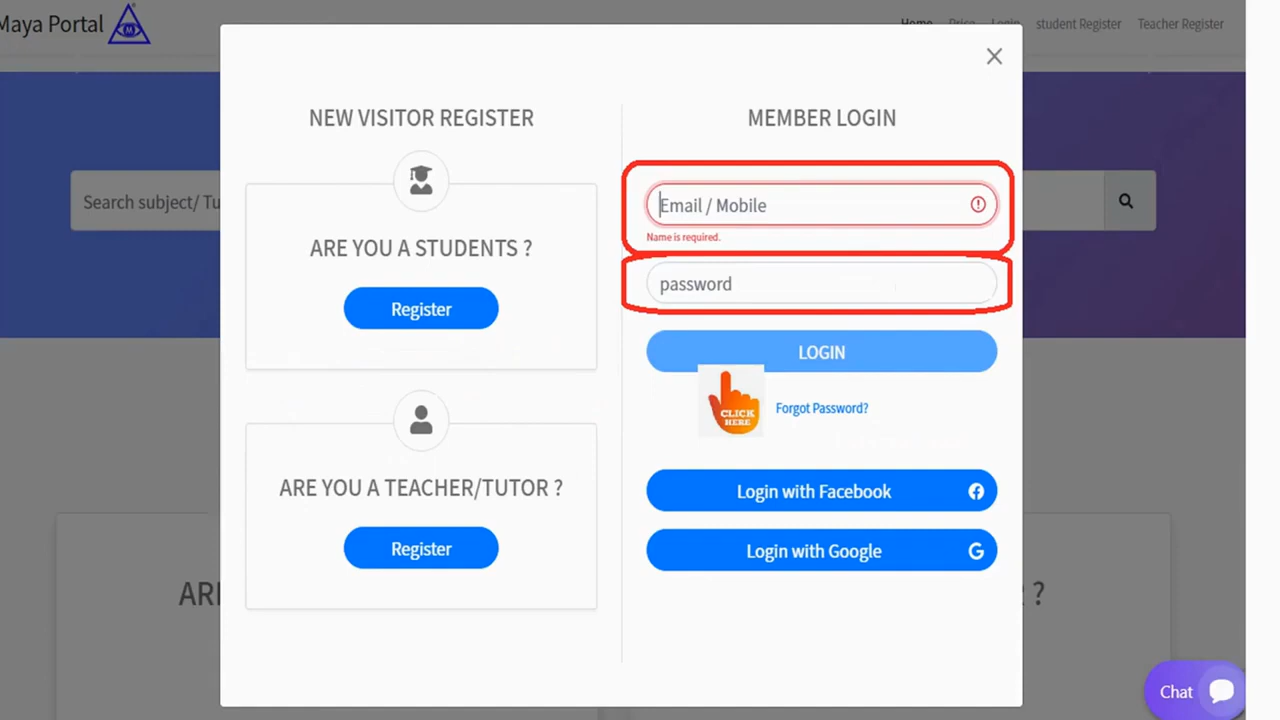 Maya Portal
M
Home Price Login student Register Teacher Register
NEW VISITOR REGISTER
ARE YOU A STUDENTS ?
Register
ARE YOU A TEACHER/TUTOR ?
Register
MEMBER LOGIN
Email / Mobile
Name is required.
password
LOGIN
CLICK
HERE
Forgot Password?
Login with Facebook
Login with Google
G
Search subject/ Tu
AR
?
Chat